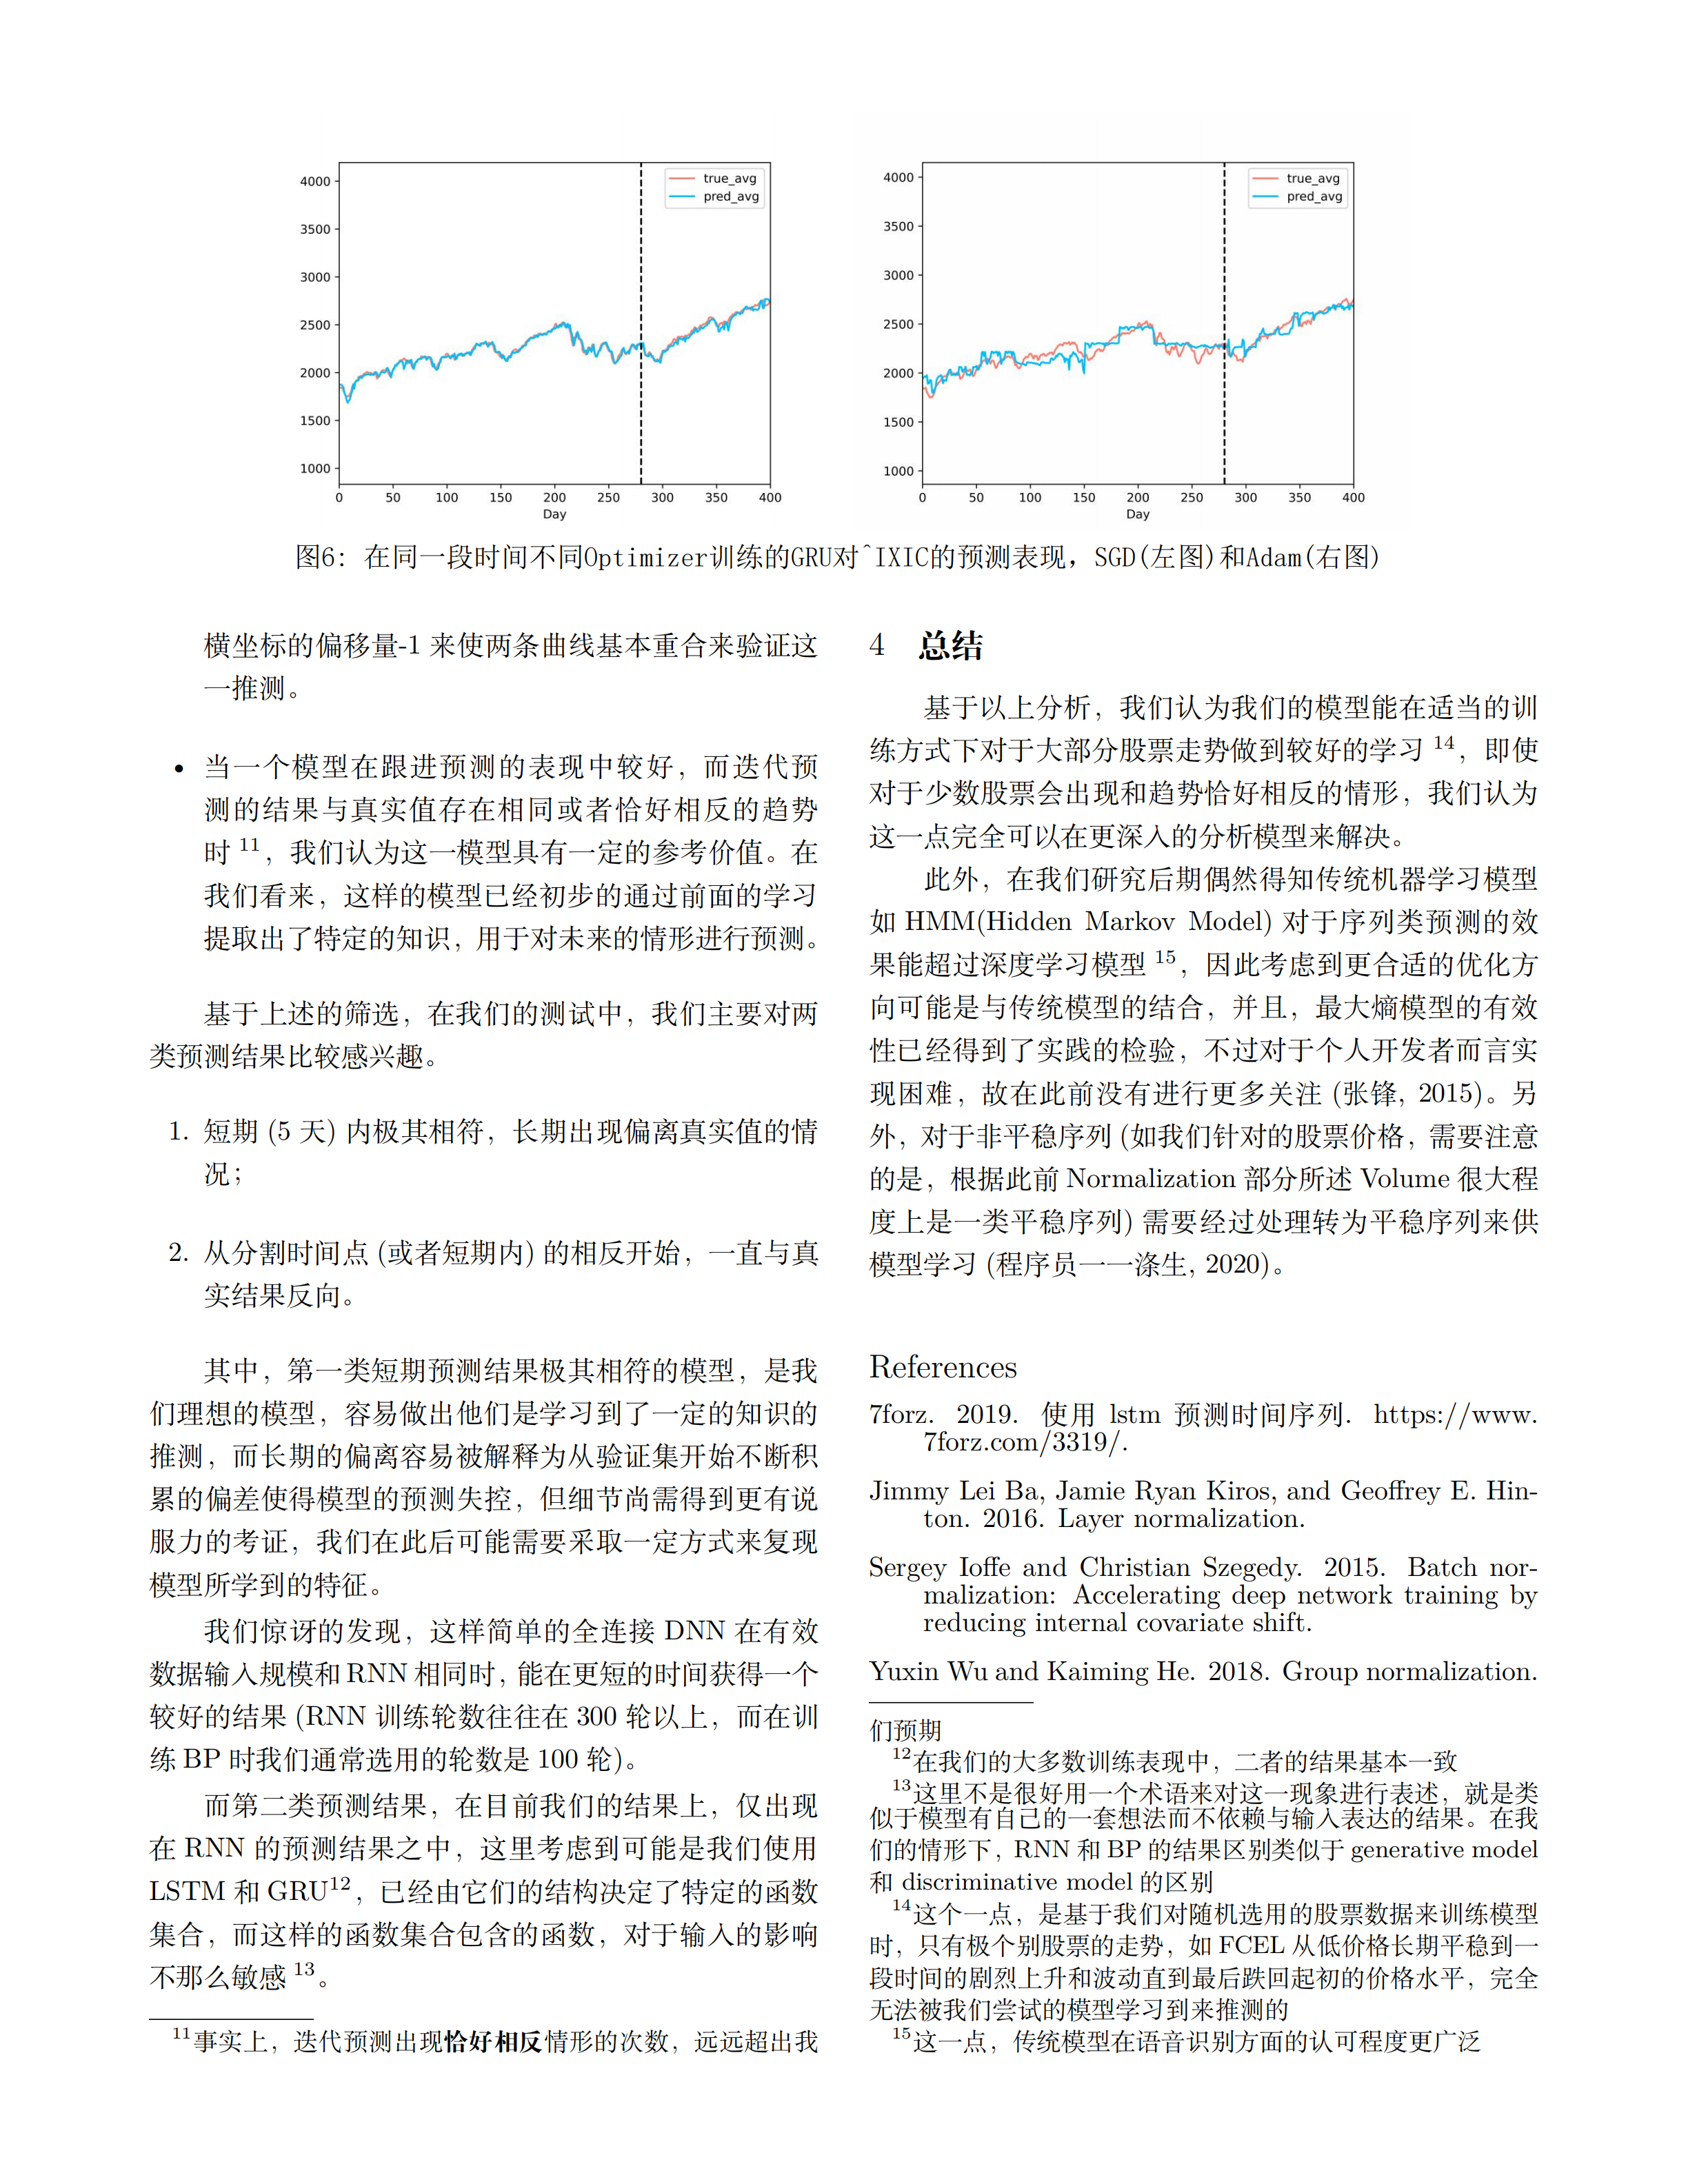 4000
3500
3000
2500
2000
1500
1000
0 50 100 150 200 250 300 350 400
Day
true_avg
pred_avg
4000
3500
3000
2500
2000
1500
1000
0 50 100 150 200 250 300 350 400
Day
true_avg
pred_avg
图6: 在同一段时间不同Optimizer训练的GRU对^IXIC的预测表现，SGD(左图)和Adam(右图)
横坐标的偏移量-1 来使两条曲线基本重合来验证这
一推测。
• 当一个模型在跟进预测的表现中较好，而迭代预
测的结果与真实值存在相同或者恰好相反的趋势
时 11，我们认为这一模型具有一定的参考价值。在
我们看来，这样的模型已经初步的通过前面的学习
提取出了特定的知识，用于对未来的情形进行预测。
基于上述的筛选，在我们的测试中，我们主要对两
类预测结果比较感兴趣。
1. 短期 (5 天) 内极其相符，长期出现偏离真实值的情
况；
2. 从分割时间点 (或者短期内) 的相反开始，一直与真
实结果反向。
其中，第一类短期预测结果极其相符的模型，是我
们理想的模型，容易做出他们是学习到了一定的知识的
推测，而长期的偏离容易被解释为从验证集开始不断积
累的偏差使得模型的预测失控，但细节尚需得到更有说
服力的考证，我们在此后可能需要采取一定方式来复现
模型所学到的特征。
我们惊讶的发现，这样简单的全连接 DNN 在有效
数据输入规模和 RNN 相同时，能在更短的时间获得一个
较好的结果 (RNN 训练轮数往往在 300 轮以上，而在训
练 BP 时我们通常选用的轮数是 100 轮)。
而第二类预测结果，在目前我们的结果上，仅出现
在 RNN 的预测结果之中，这里考虑到可能是我们使用
LSTM 和 GRU12，已经由它们的结构决定了特定的函数
集合，而这样的函数集合包含的函数，对于输入的影响
不那么敏感 13。
11事实上，迭代预测出现恰好相反情形的次数，远远超出我
4 总结
基于以上分析，我们认为我们的模型能在适当的训
练方式下对于大部分股票走势做到较好的学习 14，即使
对于少数股票会出现和趋势恰好相反的情形，我们认为
这一点完全可以在更深入的分析模型来解决。
此外，在我们研究后期偶然得知传统机器学习模型
如 HMM(Hidden Markov Model) 对于序列类预测的效
果能超过深度学习模型 15，因此考虑到更合适的优化方
向可能是与传统模型的结合，并且，最大熵模型的有效
性已经得到了实践的检验，不过对于个人开发者而言实
现困难，故在此前没有进行更多关注 (张锋, 2015)。另
外，对于非平稳序列 (如我们针对的股票价格，需要注意
的是，根据此前 Normalization 部分所述 Volume 很大程
度上是一类平稳序列) 需要经过处理转为平稳序列来供
模型学习 (程序员一一涤生, 2020)。
References
7forz. 2019. 使用 lstm 预测时间序列. https://www.
7forz.com/3319/.
Jimmy Lei Ba, Jamie Ryan Kiros, and Geoffrey E. Hin-
ton. 2016. Layer normalization.
Sergey Ioffe and Christian Szegedy. 2015. Batch nor-
malization: Accelerating deep network training by
reducing internal covariate shift.
Yuxin Wu and Kaiming He. 2018. Group normalization.
们预期
12在我们的大多数训练表现中，二者的结果基本一致
13这里不是很好用一个术语来对这一现象进行表述，就是类
似于模型有自己的一套想法而不依赖与输入表达的结果。在我
们的情形下，RNN 和 BP 的结果区别类似于 generative model
和 discriminative model 的区别
14这个一点，是基于我们对随机选用的股票数据来训练模型
时，只有极个别股票的走势，如 FCEL 从低价格长期平稳到一
段时间的剧烈上升和波动直到最后跌回起初的价格水平，完全
无法被我们尝试的模型学习到来推测的
15这一点，传统模型在语音识别方面的认可程度更广泛